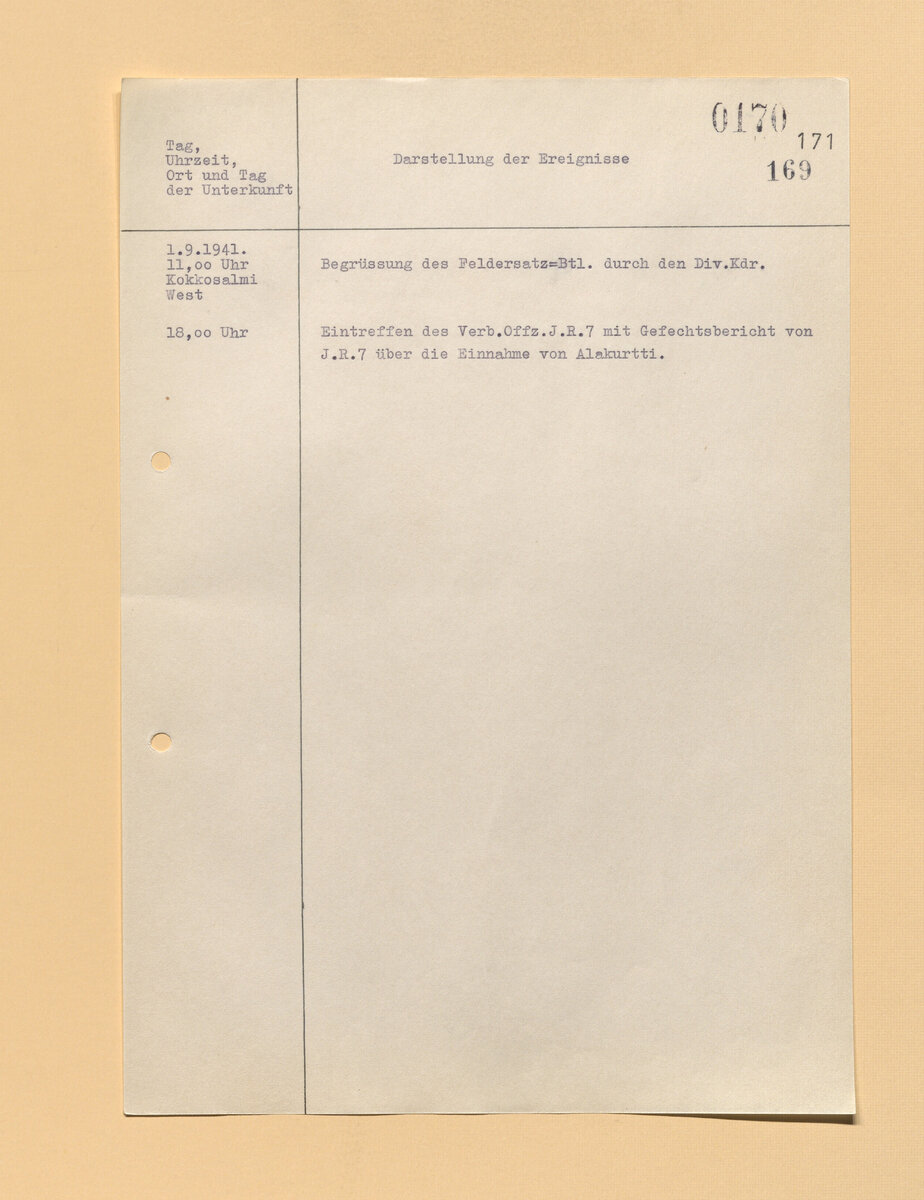 0170
171
169
Tag,
Uhrzeit,
Ort und Tag
der Unterkunft
Darstellung der Ereignisse
1.9.1941.
11,oo Uhr
Kokkosalmi
West
Begrüssung des Feldersatz=Btl. durch den Div.Kdr.
18,oo Uhr
Eintreffen des Verb.Offz.J.R.7 mit Gefechtsbericht von
J.R.7 über die Einnahme von Alakurtti.